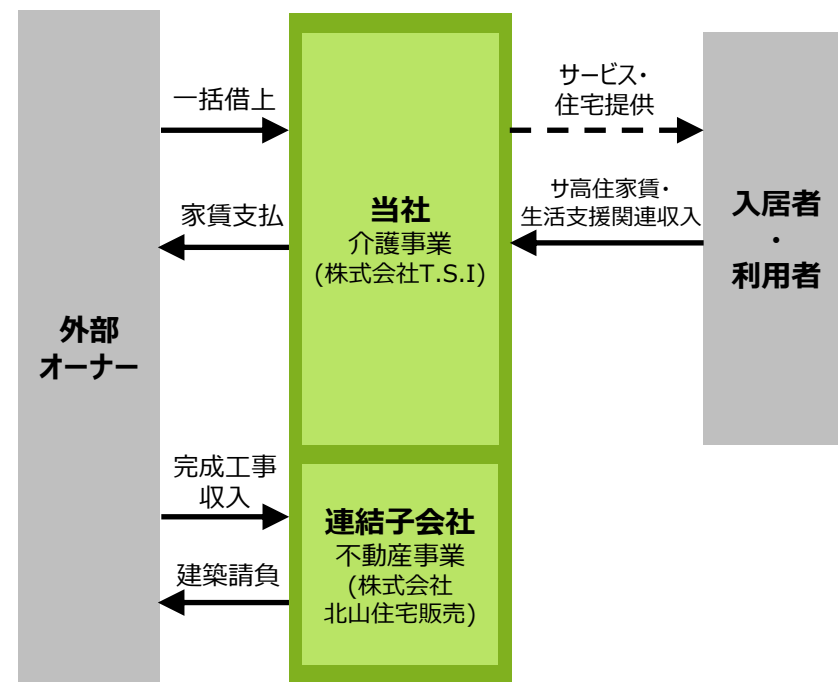 外部
オーナー
一括借上
家賃支払
完成工事
収入
建築請負
当社
介護事業
(株式会社T.S.I)
連結子会社
不動産事業
(株式会社
北山住宅販売)
サービス・
住宅提供
サ高住家賃・
生活支援関連収入
入居者
・
利用者